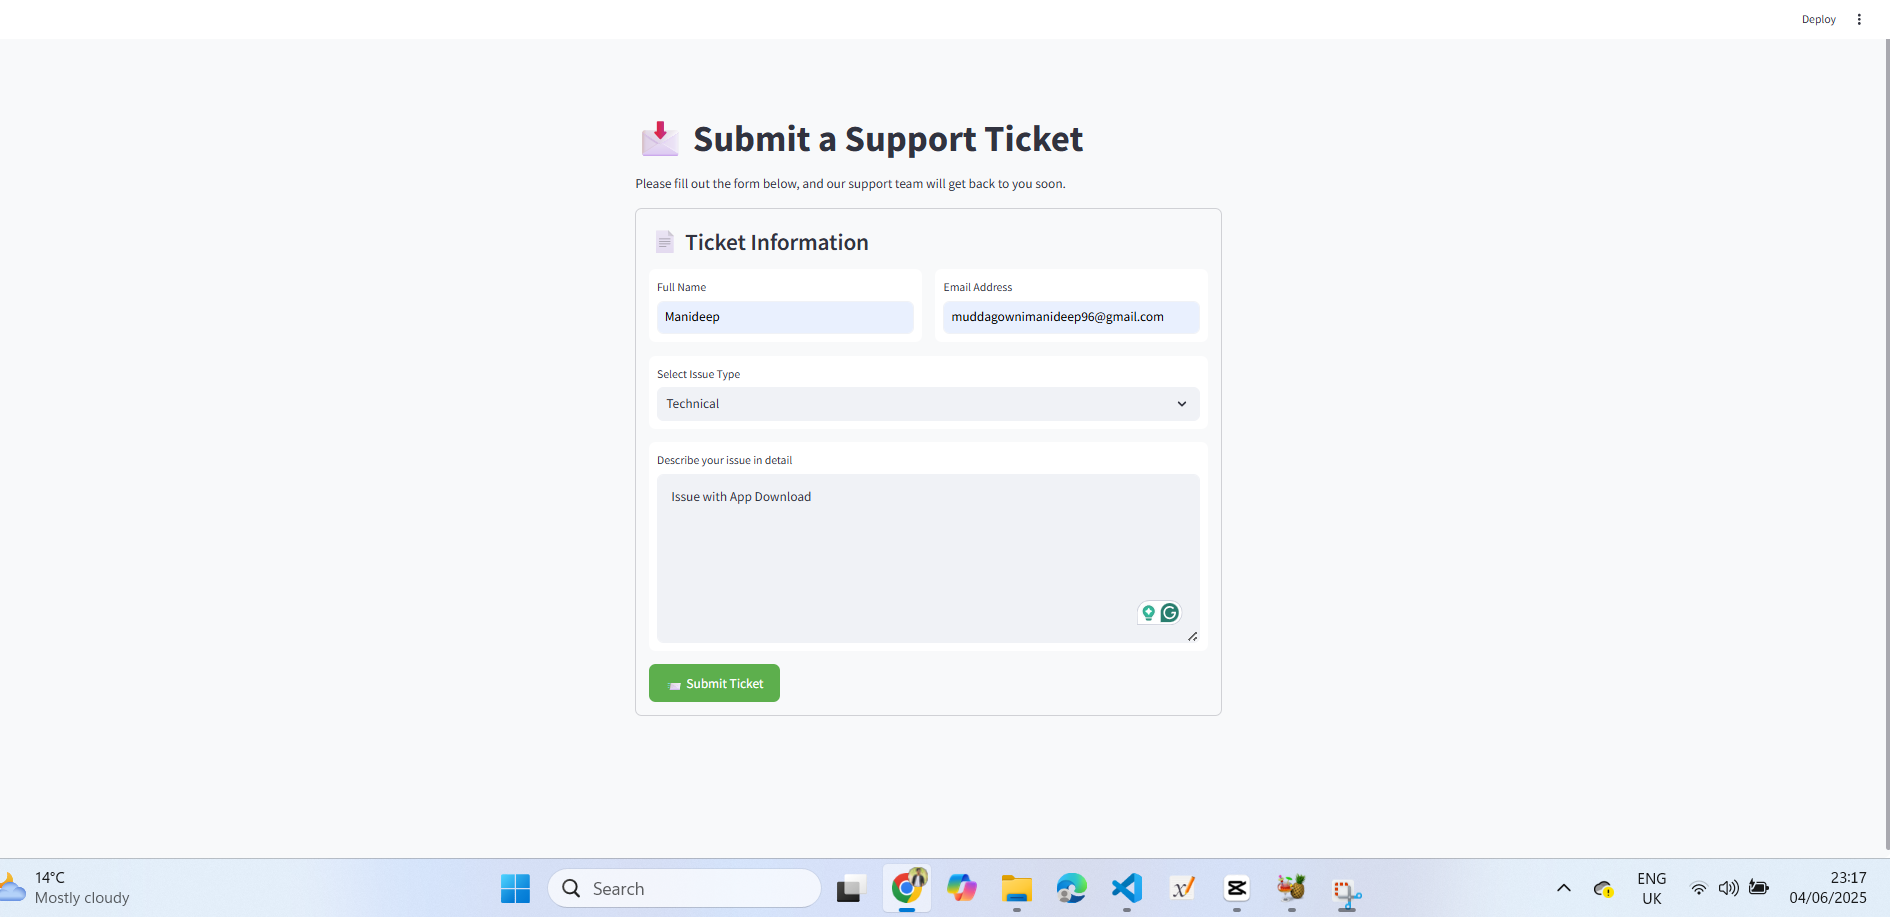 Deploy
Submit a Support Ticket
Please fill out the form below, and our support team will get back to you soon.
Ticket Information
Full Name
Email Address
Manideep
muddagownimanideep96@gmail.com
Select Issue Type
Technical
Describe your issue in detail
Issue with App Download
Submit Ticket
14°C
Mostly cloudy
Search
ENG
UK
23:17
04/06/2025